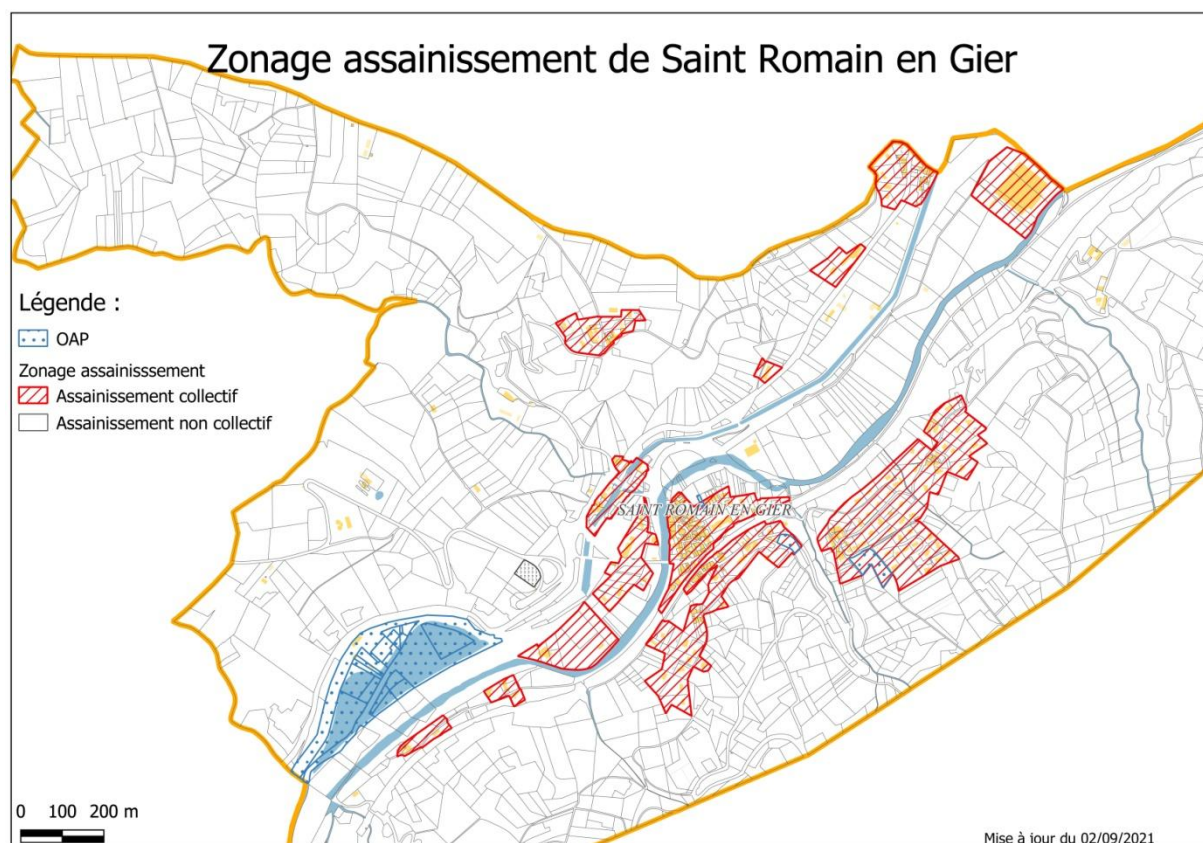 Zonage assainissement de Saint Romain en Gier
Légende :
OAP
Zonage assainisssement
Assainissement collectif
Assainissement non collectif
SAINT ROMAIN EN GIER
0 100 200 m
Mise à jour du 02/09/2021